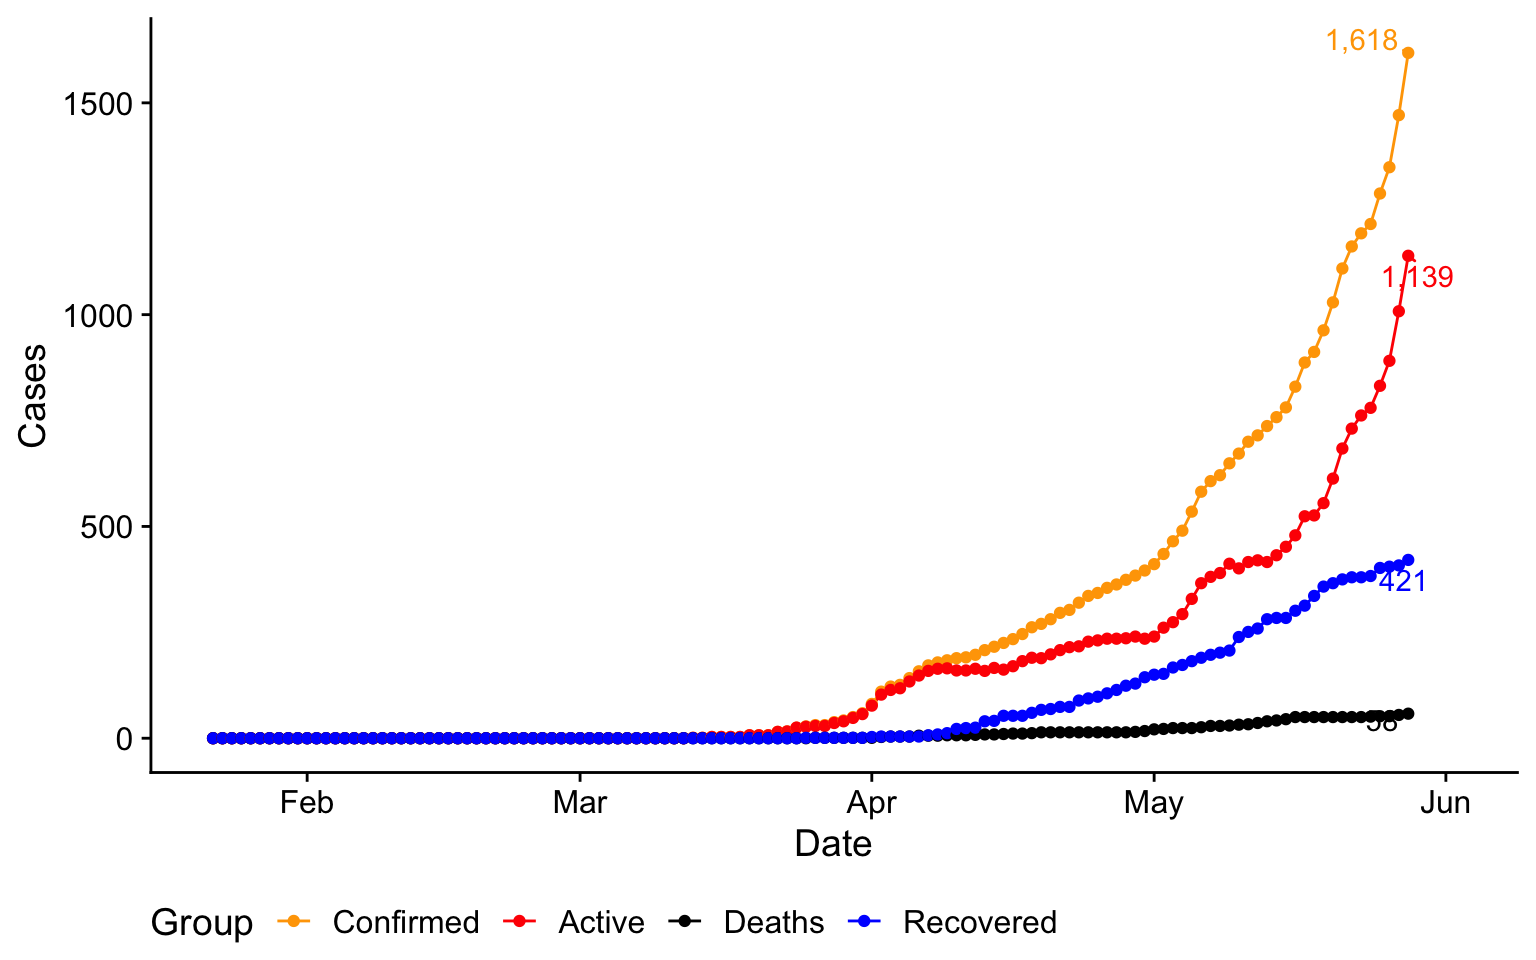 1,618
1500
1,139
1000
Cases
500
421
58
0
Feb Mar Apr May Jun
Date
Group Confirmed Active Deaths Recovered